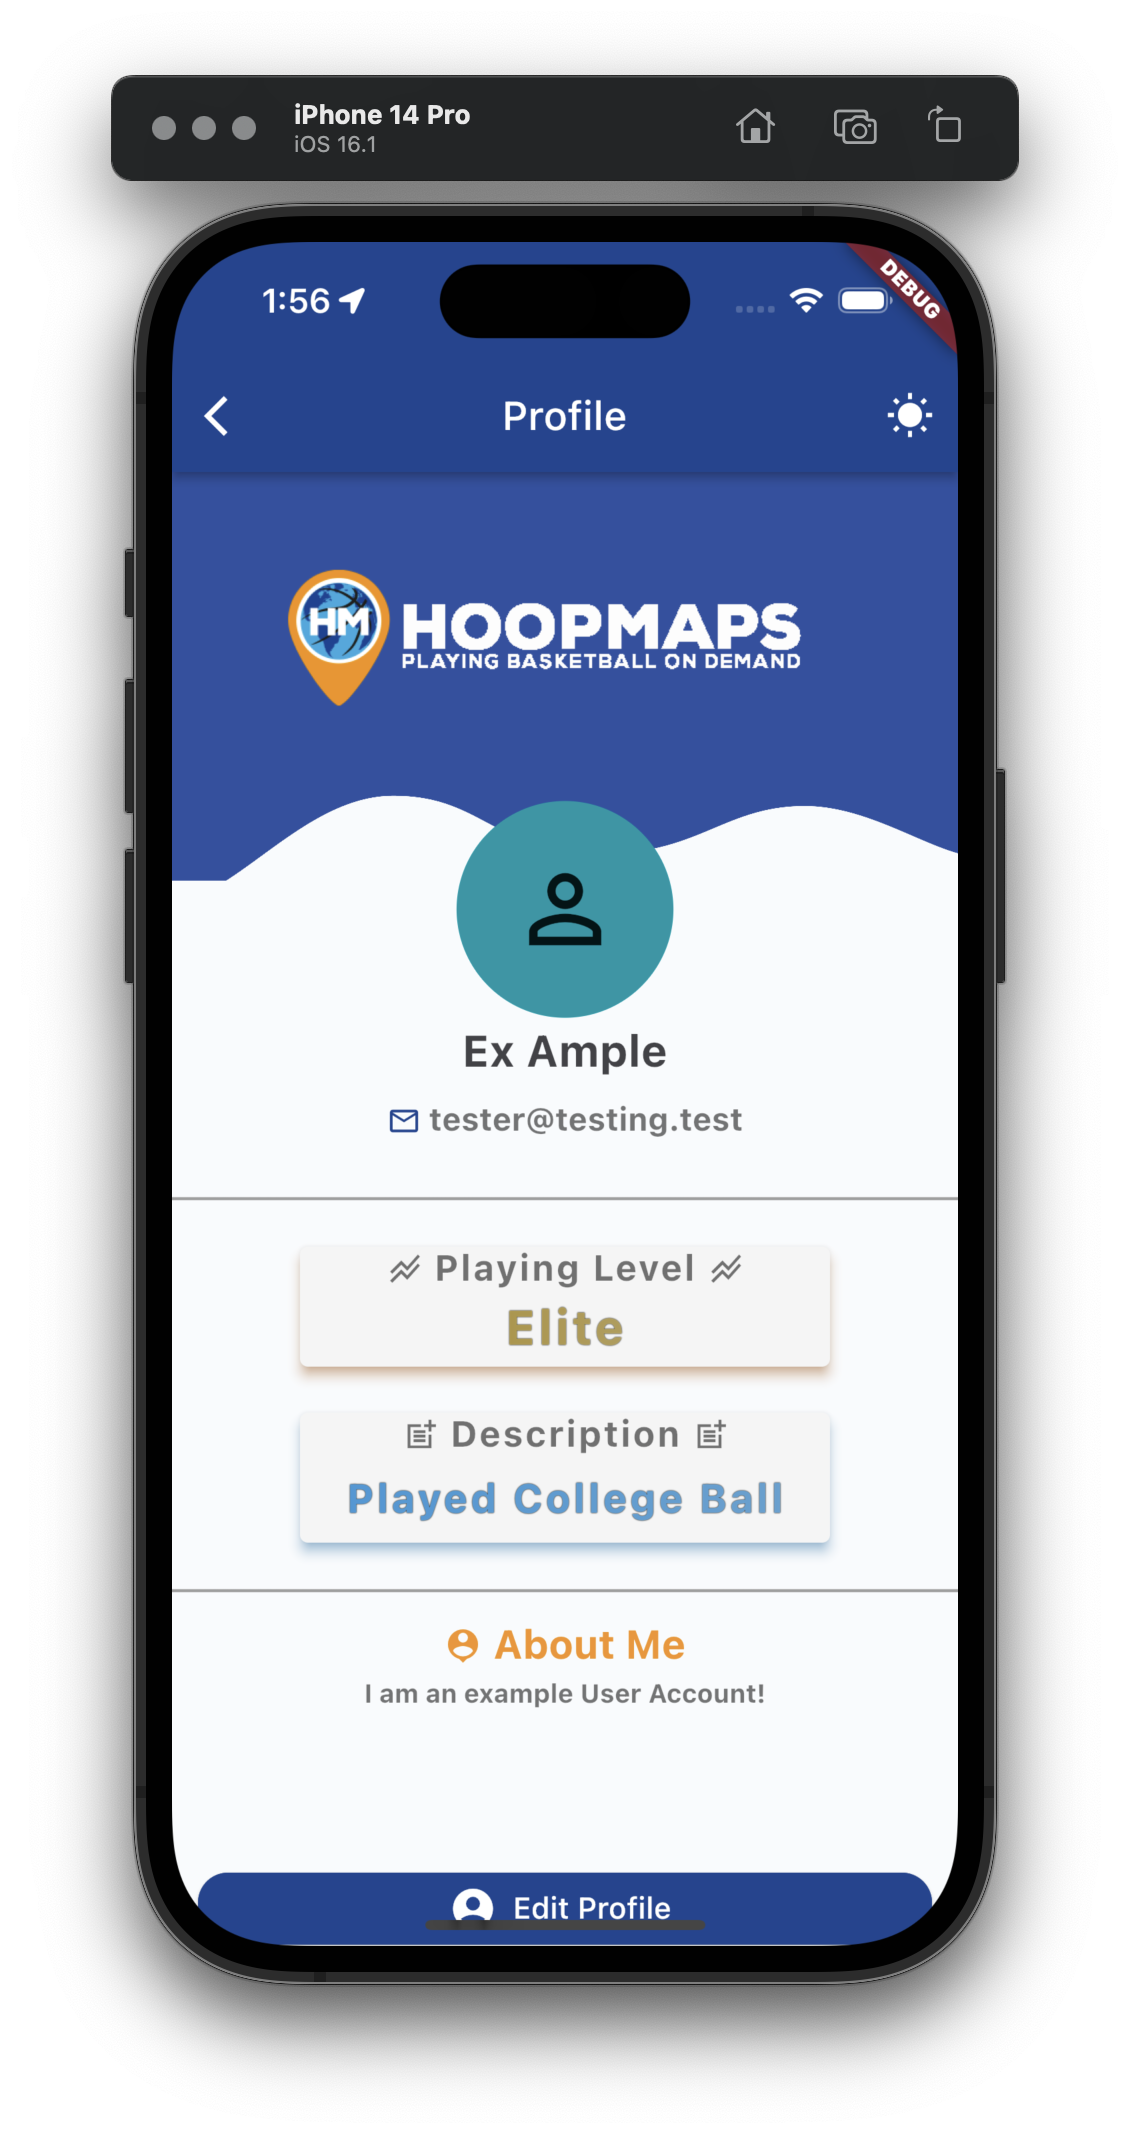 iPhone 14 Pro
iOS 16.1
1:56
DEBUG
Profile
HM
HOOPMAPS
PLAYING BASKETBALL ON DEMAND
Ex Ample
tester@testing.test
Playing Level
Elite
Description
Played College Ball
About Me
I am an example User Account!
Edit Profile